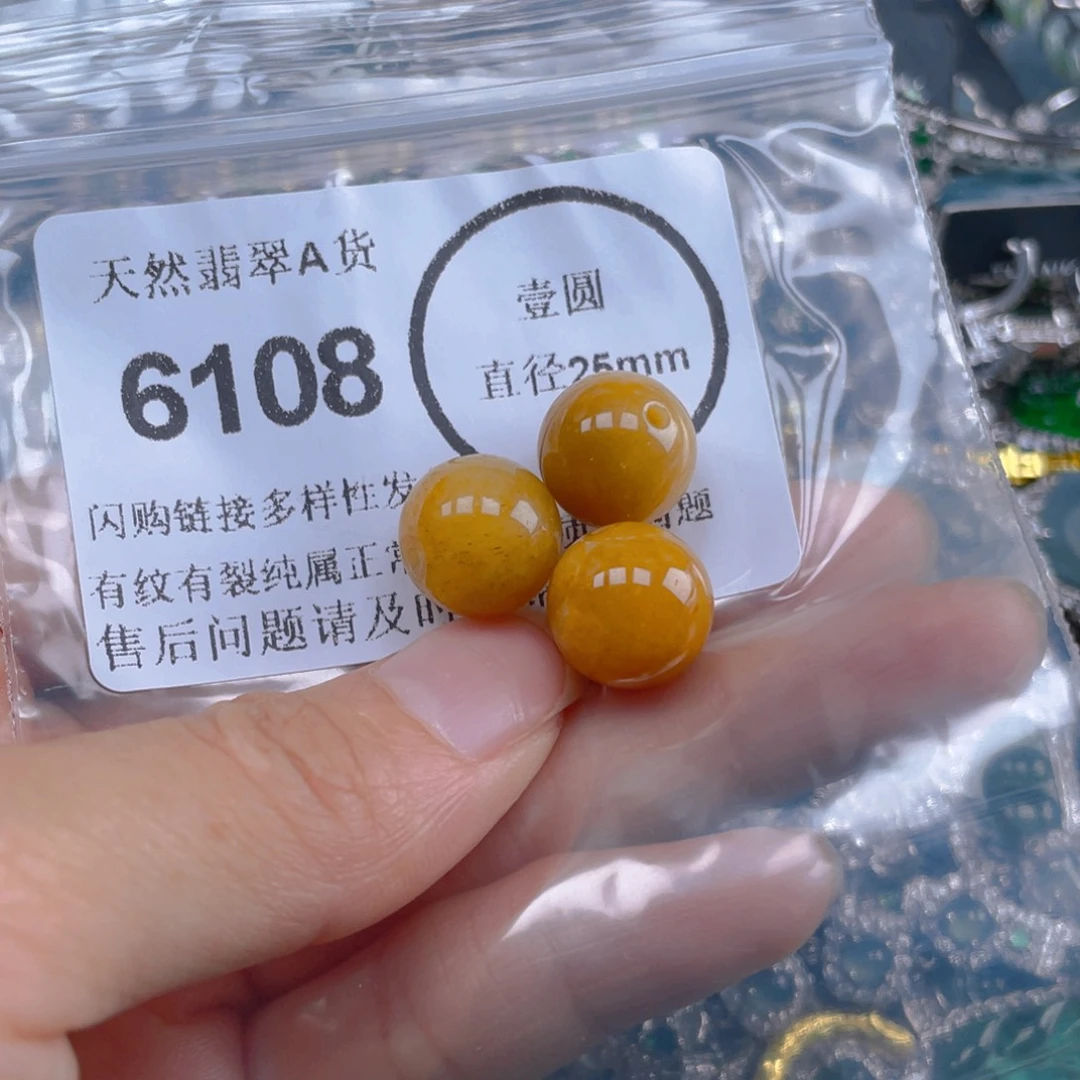 天然翡翠A货
6108
壹圆
直径25mm
闪购链接多样性发
有纹有裂纯属正常 题
售后问题请及时